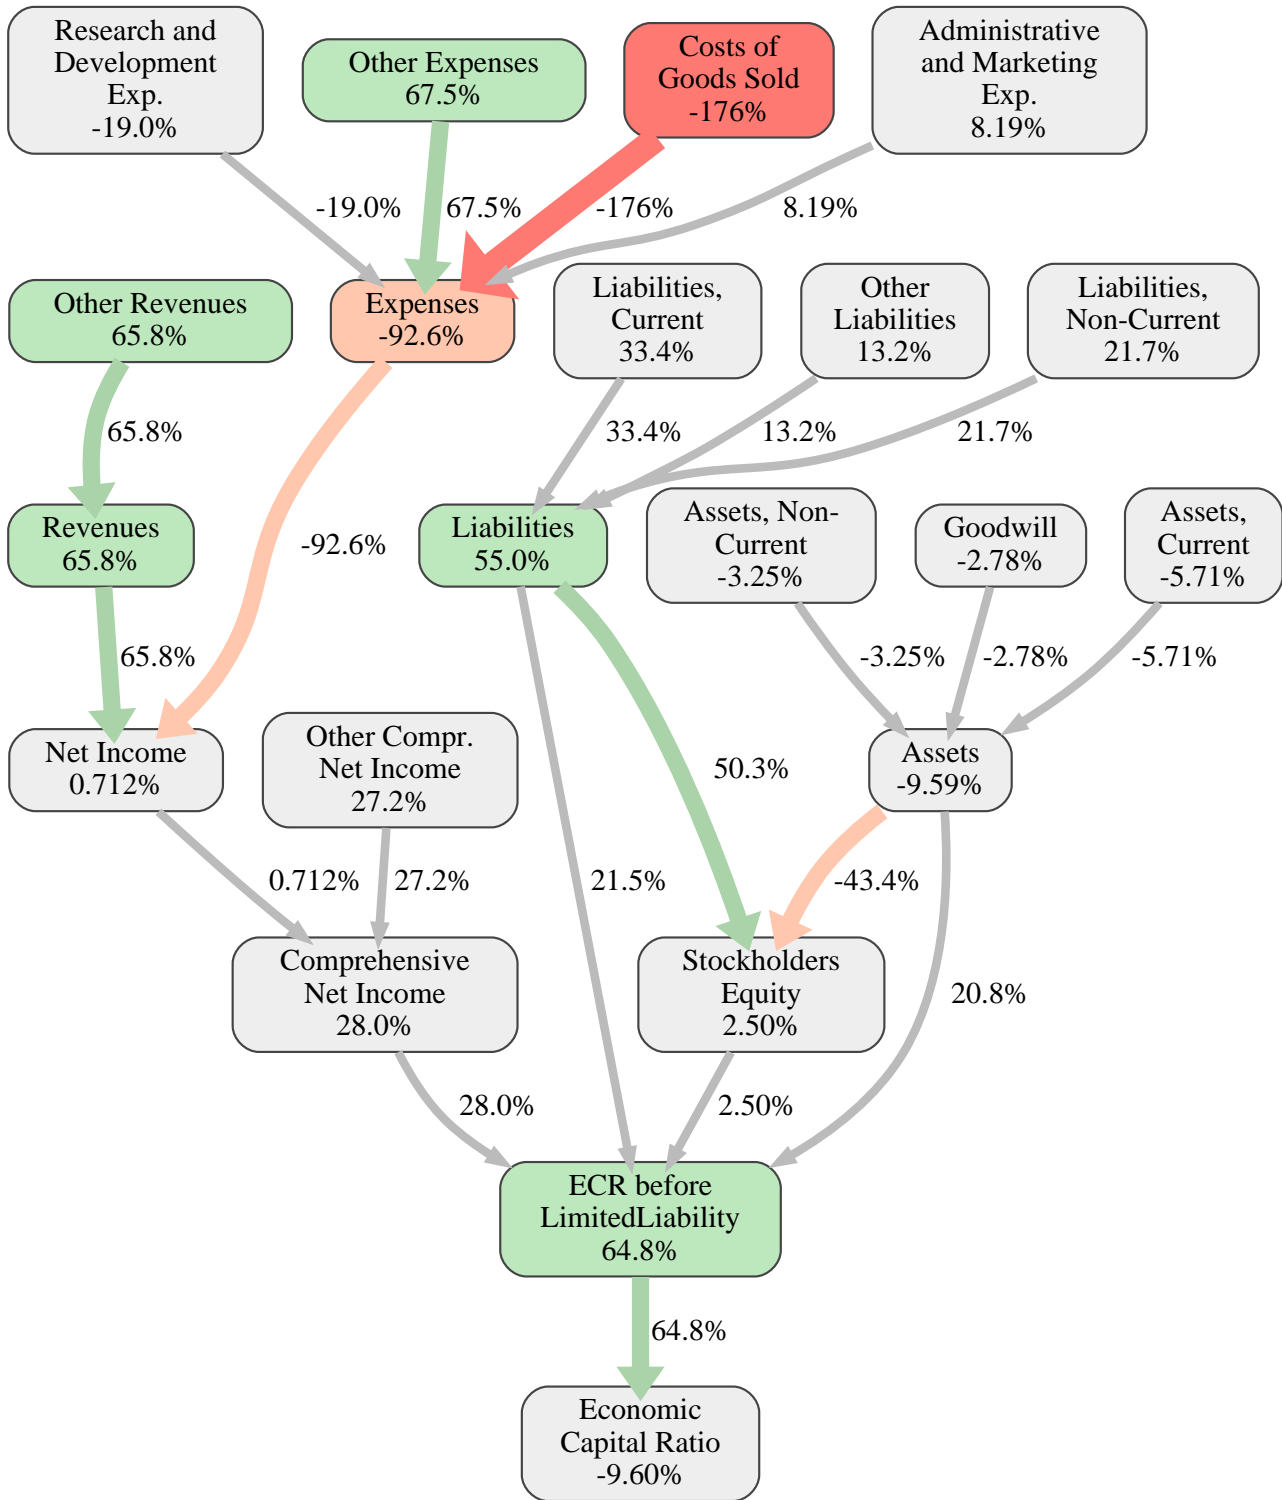 Research and
Development
Exp.
-19.0%
Other Expenses
67.5%
Costs of
Goods Sold
-176%
Administrative
and Marketing
Exp.
8.19%
-19.0%
67.5%
-176%
8.19%
Other Revenues
65.8%
Expenses
-92.6%
Liabilities,
Current
33.4%
Other
Liabilities
13.2%
Liabilities,
Non-Current
21.7%
65.8%
33.4%
13.2%
21.7%
Revenues
65.8%
-92.6%
Liabilities
55.0%
Assets, Non-
Current
-3.25%
Goodwill
-2.78%
Assets,
Current
-5.71%
65.8%
-3.25%
-2.78%
-5.71%
Net Income
0.712%
Other Compr.
Net Income
27.2%
50.3%
Assets
-9.59%
0.712%
27.2%
21.5%
-43.4%
Comprehensive
Net Income
28.0%
Stockholders
Equity
2.50%
20.8%
28.0%
2.50%
ECR before
LimitedLiability
64.8%
64.8%
Economic
Capital Ratio
-9.60%